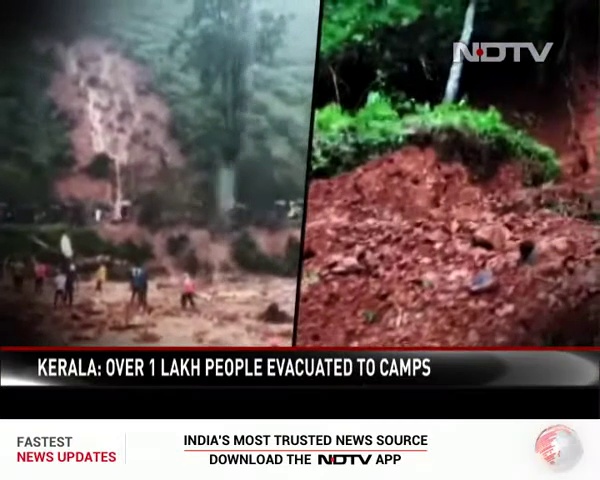 NDTV
KERALA: OVER 1 LAKH PEOPLE EVACUATED TO CAMPS
FASTEST
NEWS UPDATES
INDIA'S MOST TRUSTED NEWS SOURCE
DOWNLOAD THE NDTV APP